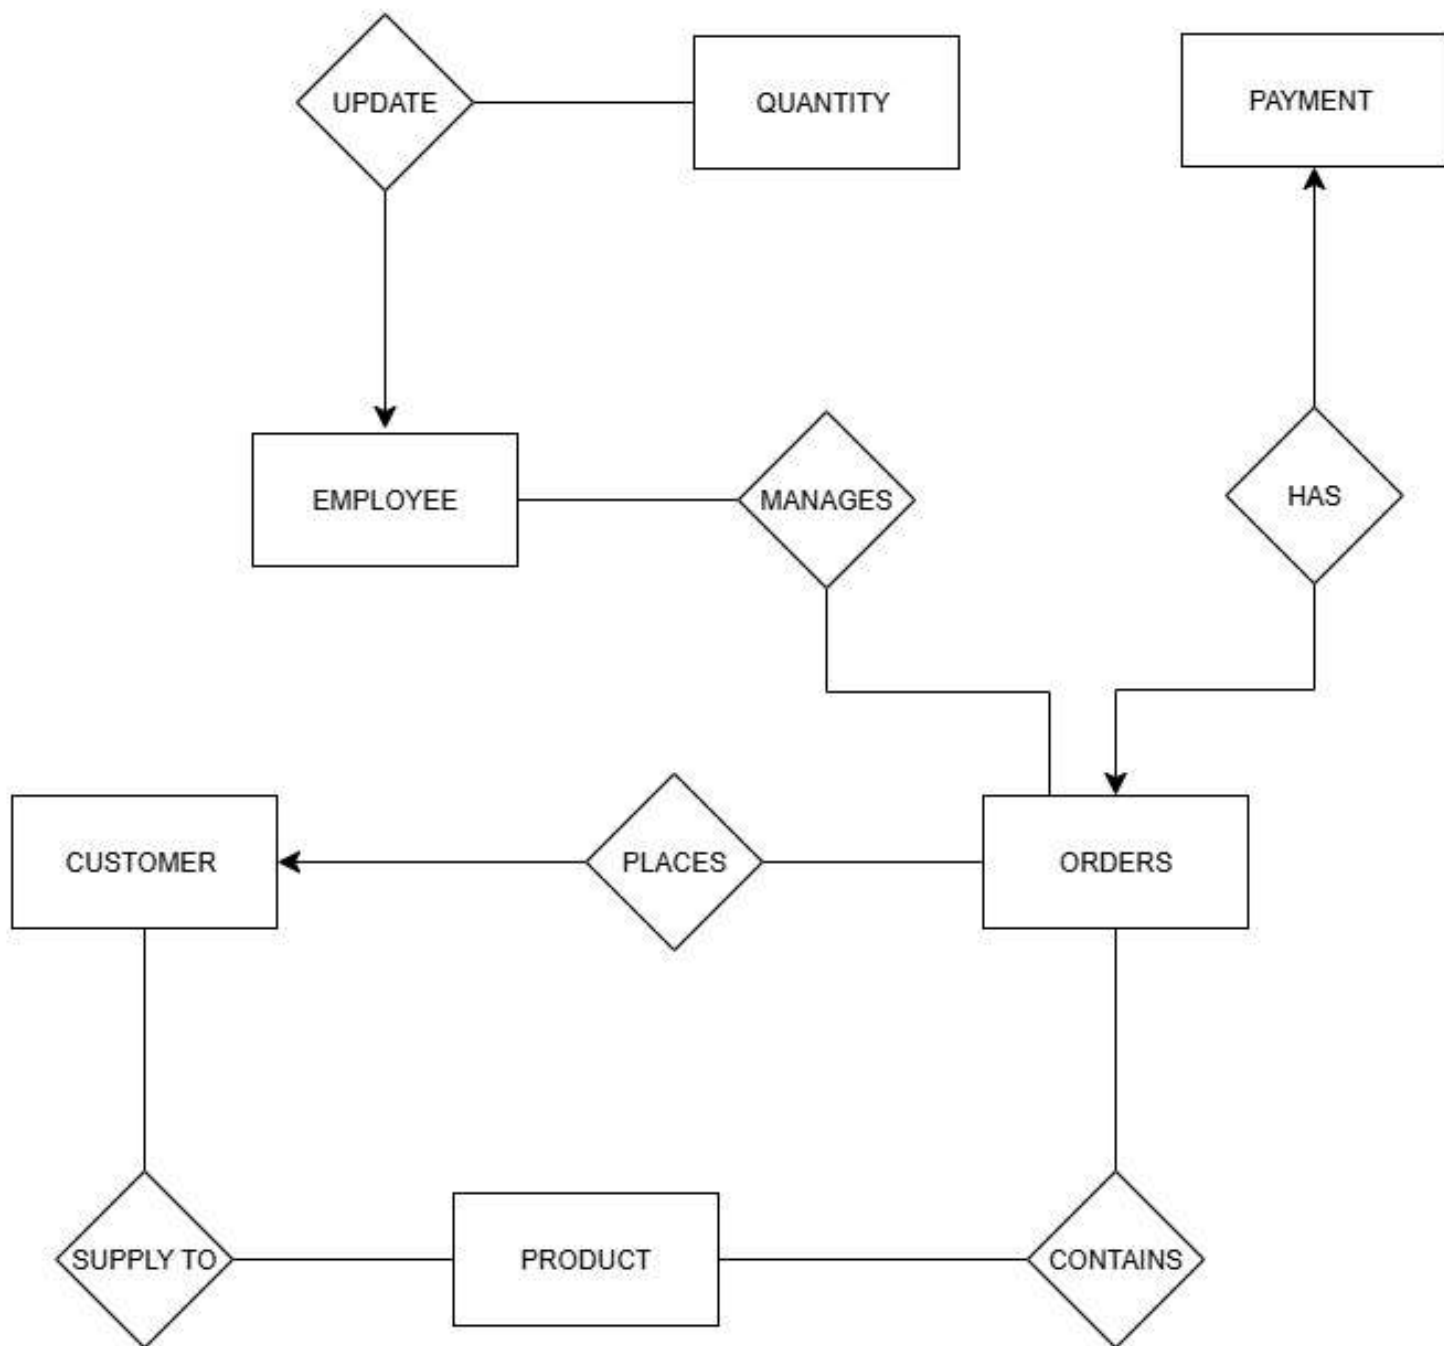 UPDATE
QUANTITY
PAYMENT
EMPLOYEE
MANAGES
HAS
CUSTOMER
PLACES
ORDERS
SUPPLY TO
PRODUCT
CONTAINS